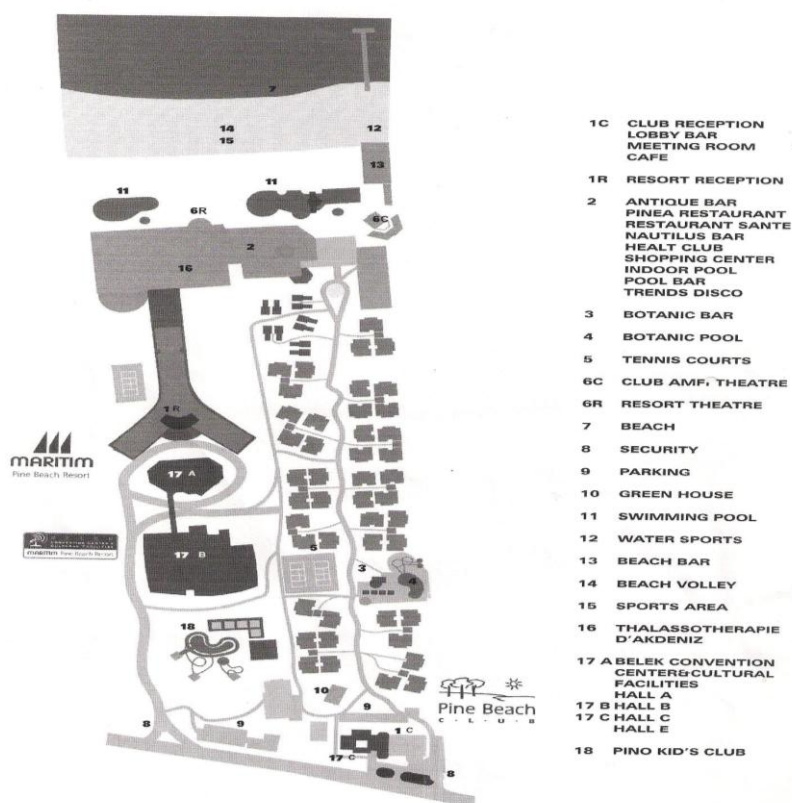 7
14
12
15
13
11
11
6R
6C
2
16
1 R
MARITIM
Pine Beach Resort
17 A
maritim Pine Beach Resort
17 B
5
3
4
18
10
Pine Beach
C · L · U · B
9
8
9
1 C
17 C
8
1C CLUB RECEPTION
LOBBY BAR
MEETING ROOM
CAFE
1R RESORT RECEPTION
2 ANTIQUE BAR
PINEA RESTAURANT
RESTAURANT SANTE
NAUTILUS BAR
HEALT CLUB
SHOPPING CENTER
INDOOR POOL
POOL BAR
TRENDS DISCO
3 BOTANIC BAR
4 BOTANIC POOL
5 TENNIS COURTS
6C CLUB AMFI THEATRE
6R RESORT THEATRE
7 BEACH
8 SECURITY
9 PARKING
10 GREEN HOUSE
11 SWIMMING POOL
12 WATER SPORTS
13 BEACH BAR
14 BEACH VOLLEY
15 SPORTS AREA
16 THALASSOTHERAPIE
D'AKDENIZ
17 A BELEK CONVENTION
CENTER&CULTURAL
FACILITIES
HALL A
17 B HALL B
17 C HALL C
HALL E
18 PINO KID'S CLUB